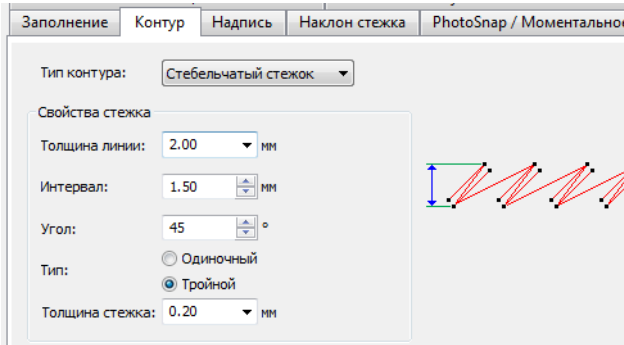 Заполнение Контур Надпись Наклон стежка PhotoSnap /
Тип контура: Стебельчатый стежок
Свойства стежка
Толщина линии: 2.00 мм
Интервал: 1.50 мм
Угол: 45 °
Тип: Одиночный
Тройной
Толщина стежка: 0.20 мм